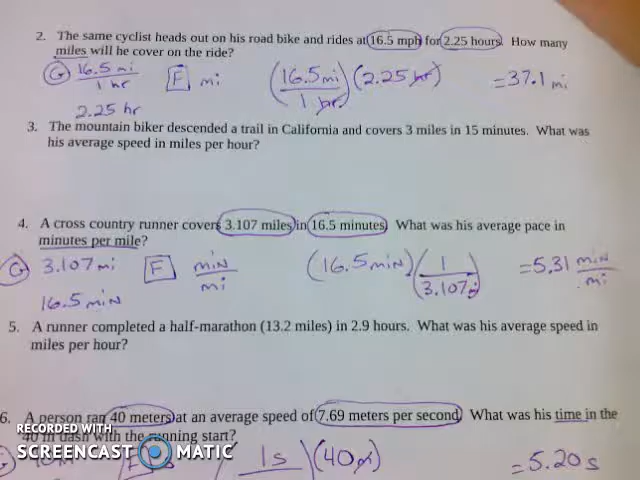 2. The same cyclist heads out on his road bike and rides at 16.5 mph for 2.25 hours. How many
miles will he cover on the ride?
G 16.5 mi / 1 hr F mi (16.5 mi / 1 hr)(2.25 hr) = 37.1 mi
2.25 hr
3. The mountain biker descended a trail in California and covers 3 miles in 15 minutes. What was
his average speed in miles per hour?
4. A cross country runner covers 3.107 miles in 16.5 minutes. What was his average pace in
minutes per mile?
G 3.107 mi F min / mi (16.5 min)(1 / 3.107 mi) = 5.31 min / mi
16.5 min
5. A runner completed a half-marathon (13.2 miles) in 2.9 hours. What was his average speed in
miles per hour?
6. A person ran 40 meters at an average speed of 7.69 meters per second. What was his time in the
40 m dash with the running start?
1s (40 m) = 5.20 s
RECORDED WITH
SCREENCAST MATIC